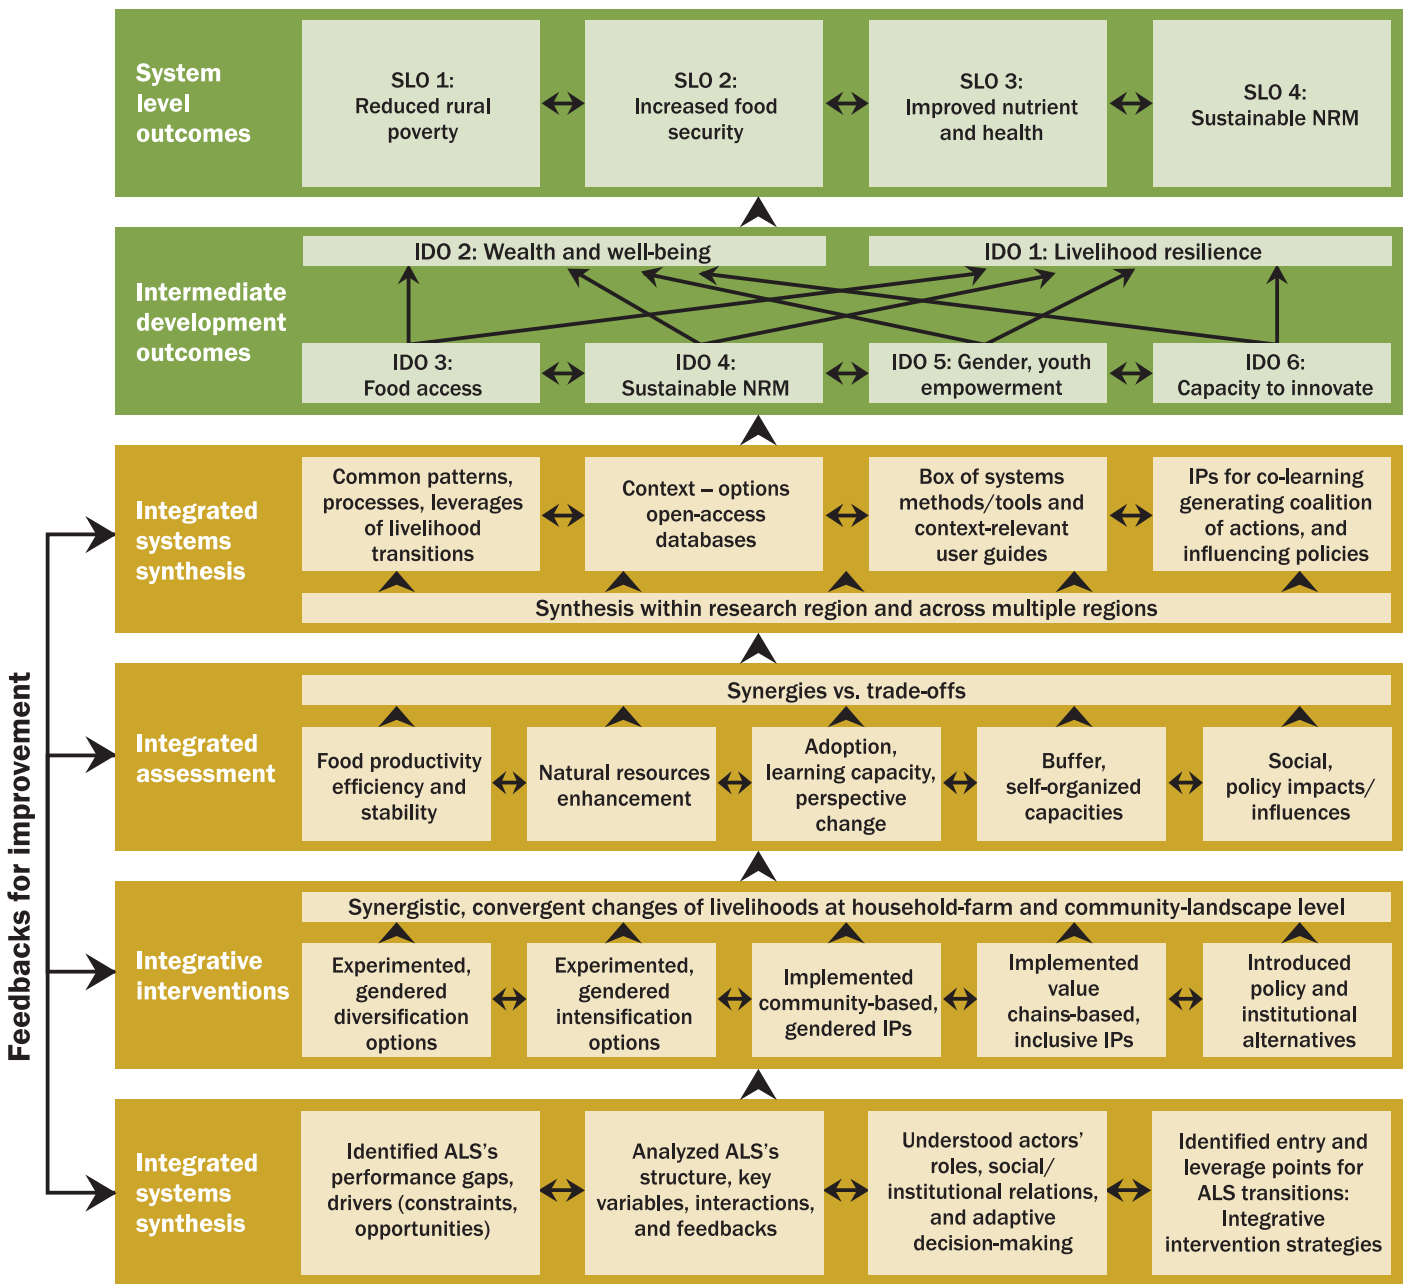 System
level
outcomes
SLO 1:
Reduced rural
poverty
SLO 2:
Increased food
security
SLO 3:
Improved nutrient
and health
SLO 4:
Sustainable NRM
Intermediate
development
outcomes
IDO 2: Wealth and well-being
IDO 1: Livelihood resilience
IDO 3:
Food access
IDO 4:
Sustainable NRM
IDO 5: Gender, youth
empowerment
IDO 6:
Capacity to innovate
Feedbacks for improvement
Integrated
systems
synthesis
Common patterns,
processes, leverages
of livelihood
transitions
Context – options
open-access
databases
Box of systems
methods/tools and
context-relevant
user guides
IPs for co-learning
generating coalition
of actions, and
influencing policies
Synthesis within research region and across multiple regions
Integrated
assessment
Synergies vs. trade-offs
Food productivity
efficiency and
stability
Natural resources
enhancement
Adoption,
learning capacity,
perspective
change
Buffer,
self-organized
capacities
Social,
policy impacts/
influences
Integrative
interventions
Synergistic, convergent changes of livelihoods at household-farm and community-landscape level
Experimented,
gendered
diversification
options
Experimented,
gendered
intensification
options
Implemented
community-based,
gendered IPs
Implemented
value
chains-based,
inclusive IPs
Introduced
policy and
institutional
alternatives
Integrated
systems
synthesis
Identified ALS's
performance gaps,
drivers (constraints,
opportunities)
Analyzed ALS's
structure, key
variables, interactions,
and feedbacks
Understood actors'
roles, social/
institutional relations,
and adaptive
decision-making
Identified entry and
leverage points for
ALS transitions:
Integrative
intervention strategies